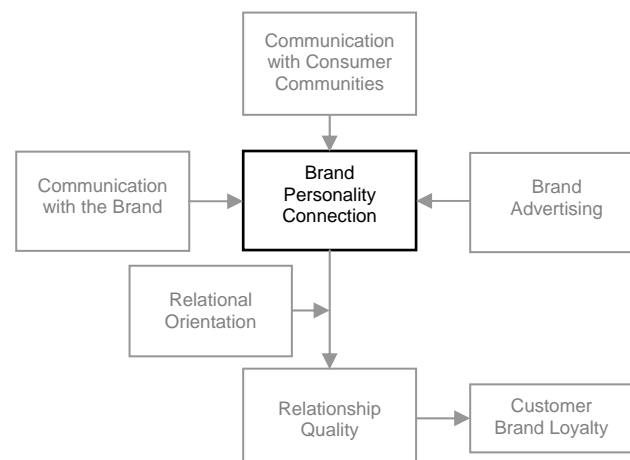 Communication
with Consumer
Communities
Communication
with the Brand
Brand
Personality
Connection
Brand
Advertising
Relational
Orientation
Relationship
Quality
Customer
Brand Loyalty